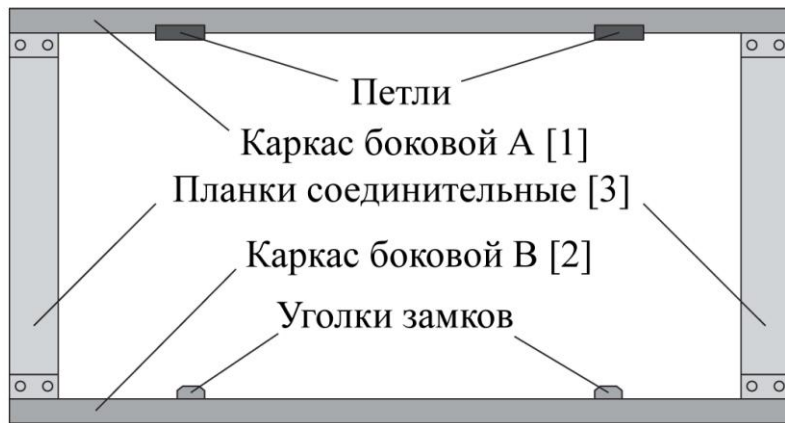 Петли
Каркас боковой А [1]
Планки соединительные [3]
Каркас боковой В [2]
Уголки замков